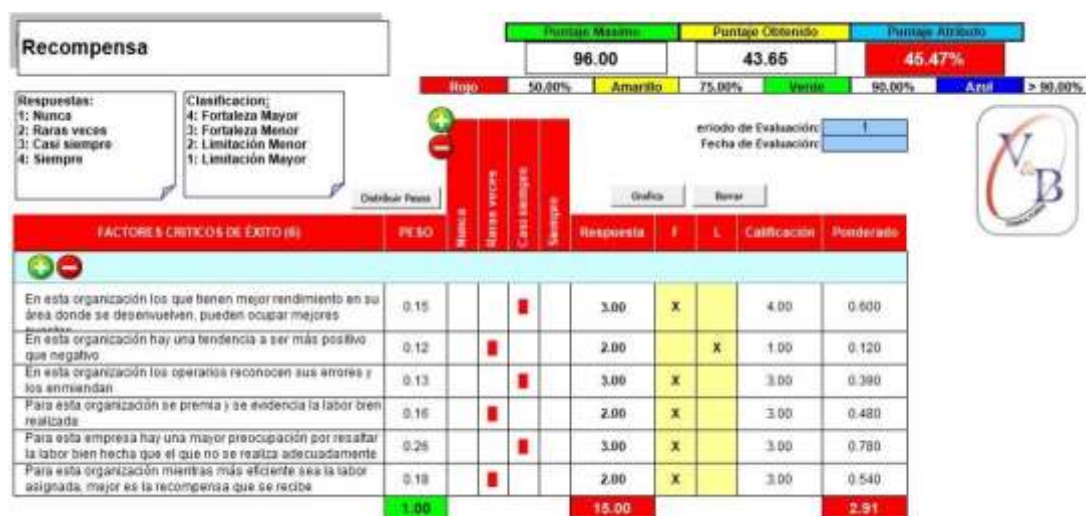 Recompensa
Puntaje Maximo Puntaje Obtenido Puntaje Atributo
96.00 43.65 45.47%
Rojo 50.00% Amarillo 75.00% Verde 90.00% Azul > 90.00%
Respuestas:
1: Nunca
2: Raras veces
3: Casi siempre
4: Siempre
Clasificacion:
4: Fortaleza Mayor
3: Fortaleza Menor
2: Limitación Menor
1: Limitación Mayor
eriodo de Evaluación: 1
Fecha de Evaluación:
V&B
Distribuir Pesos
Grafica Borrar
FACTORES CRITICOS DE ÉXITO (6) PESO Nunca Raras veces Casi siempre Siempre Respuesta F L Calificación Ponderado
En esta organización los que tienen mejor rendimiento en su
área donde se desenvuelven, pueden ocupar mejores
0.15 3.00 X 4.00 0.600
En esta organización hay una tendencia a ser más positivo
que negativo
0.12 2.00 X 1.00 0.120
En esta organización los operarios reconocen sus errores y
los enmiendan
0.13 3.00 X 3.00 0.390
Para esta organización se premia y se evidencia la labor bien
realizada
0.16 2.00 X 3.00 0.480
Para esta empresa hay una mayor preocupación por resaltar
la labor bien hecha que el que no se realiza adecuadamente
0.26 3.00 X 3.00 0.780
Para esta organización mientras más eficiente sea la labor
asignada, mejor es la recompensa que se recibe
0.18 2.00 X 3.00 0.540
1.00 15.00 2.91